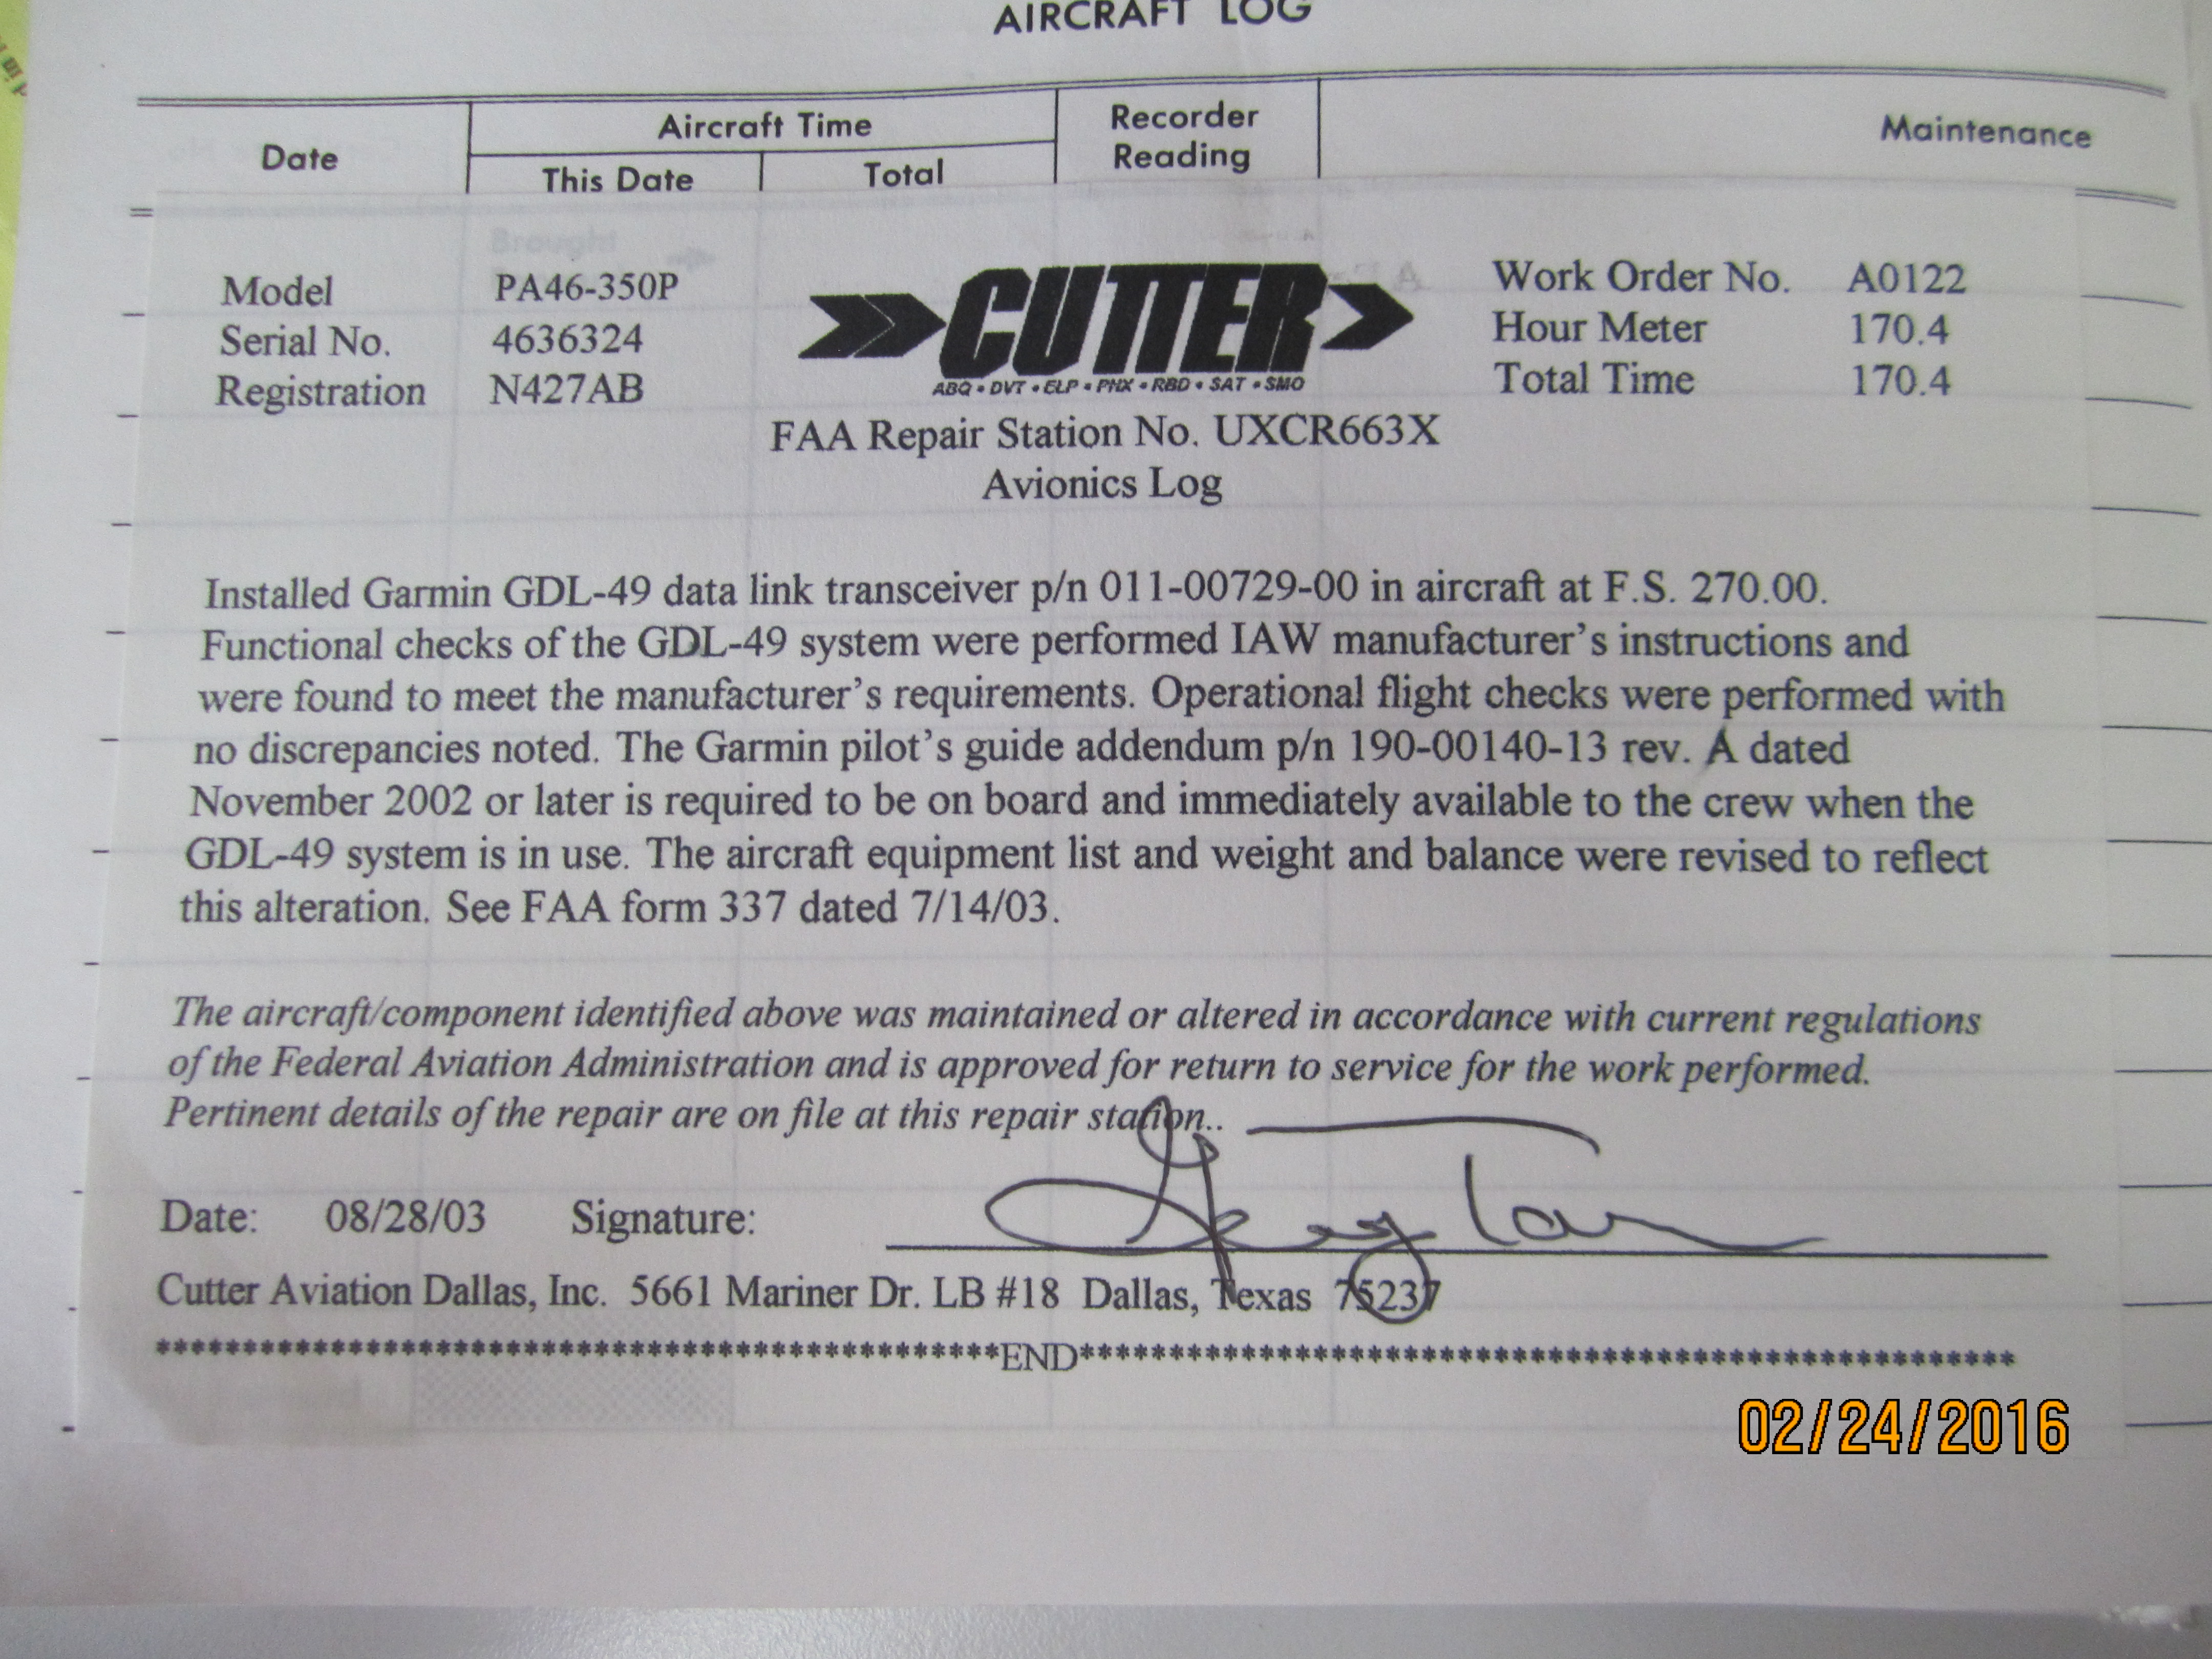 AIRCRAFT LOG
Date
Aircraft Time
This Date
Total
Recorder
Reading
Maintenance
Brought
Model PA46-350P
Serial No. 4636324
Registration N427AB
CUTTER
ABQ • DVT • ELP • PHX • RBD • SAT • SMO
Work Order No. A0122
Hour Meter 170.4
Total Time 170.4
FAA Repair Station No. UXCR663X
Avionics Log
Installed Garmin GDL-49 data link transceiver p/n 011-00729-00 in aircraft at F.S. 270.00.
Functional checks of the GDL-49 system were performed IAW manufacturer's instructions and
were found to meet the manufacturer's requirements. Operational flight checks were performed with
no discrepancies noted. The Garmin pilot's guide addendum p/n 190-00140-13 rev. A dated
November 2002 or later is required to be on board and immediately available to the crew when the
GDL-49 system is in use. The aircraft equipment list and weight and balance were revised to reflect
this alteration. See FAA form 337 dated 7/14/03.
The aircraft/component identified above was maintained or altered in accordance with current regulations
of the Federal Aviation Administration and is approved for return to service for the work performed.
Pertinent details of the repair are on file at this repair station..
Date: 08/28/03 Signature:
Cutter Aviation Dallas, Inc. 5661 Mariner Dr. LB #18 Dallas, Texas 75237
***********************************************END****************************************************
02/24/2016